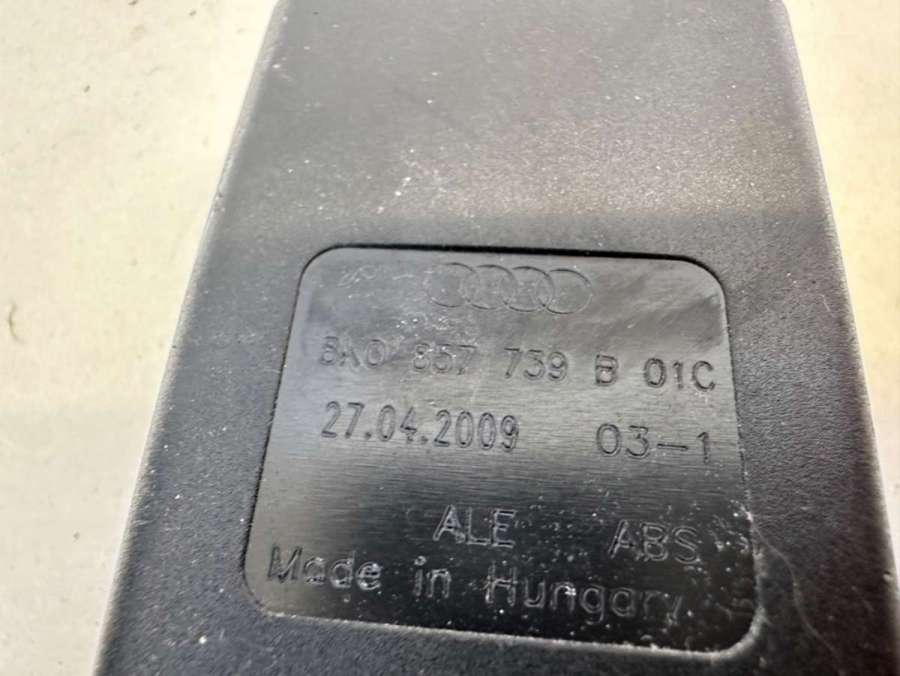 8K0 857 739 B 01C
27.04.2009 03-1
ALE ABS
Made in Hungary